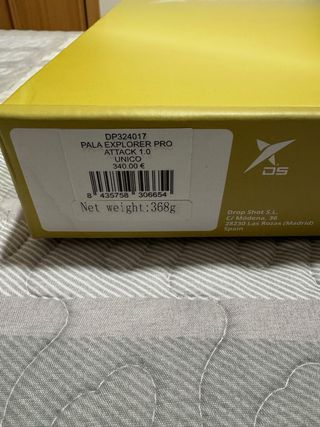 DP324017
PALA EXPLORER PRO
ATTACK 1.0
UNICO
340.00 €
8 435758 306654
Net weight:368g
DS
Drop Shot S.L.
C/ Módena, 36
28230 Las Rozas (Madrid)
Spain